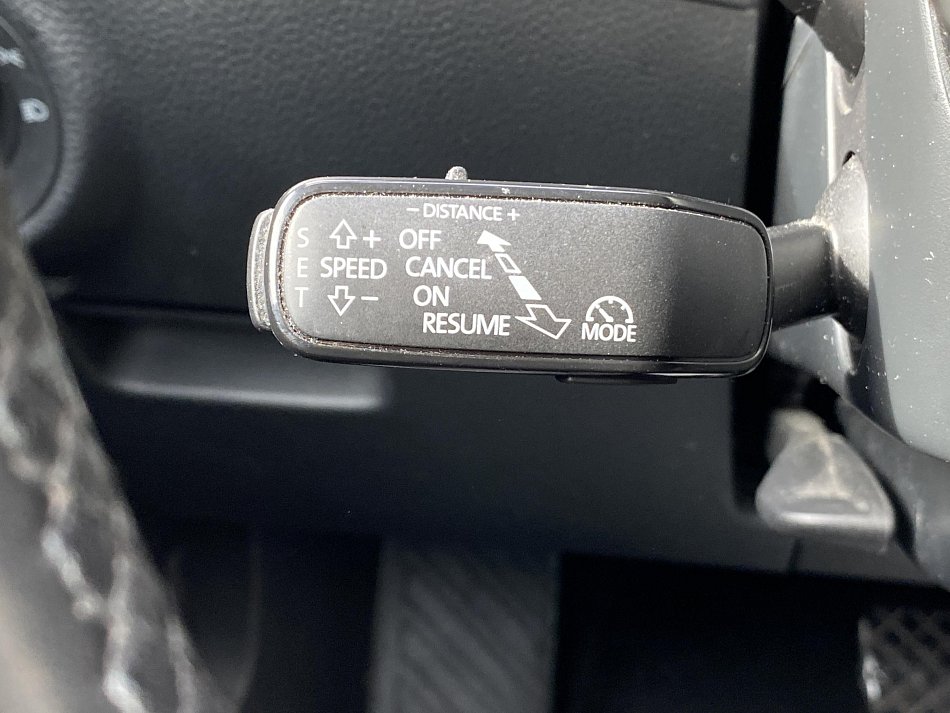 − DISTANCE +
S + OFF
E SPEED CANCEL
T − ON
RESUME
MODE